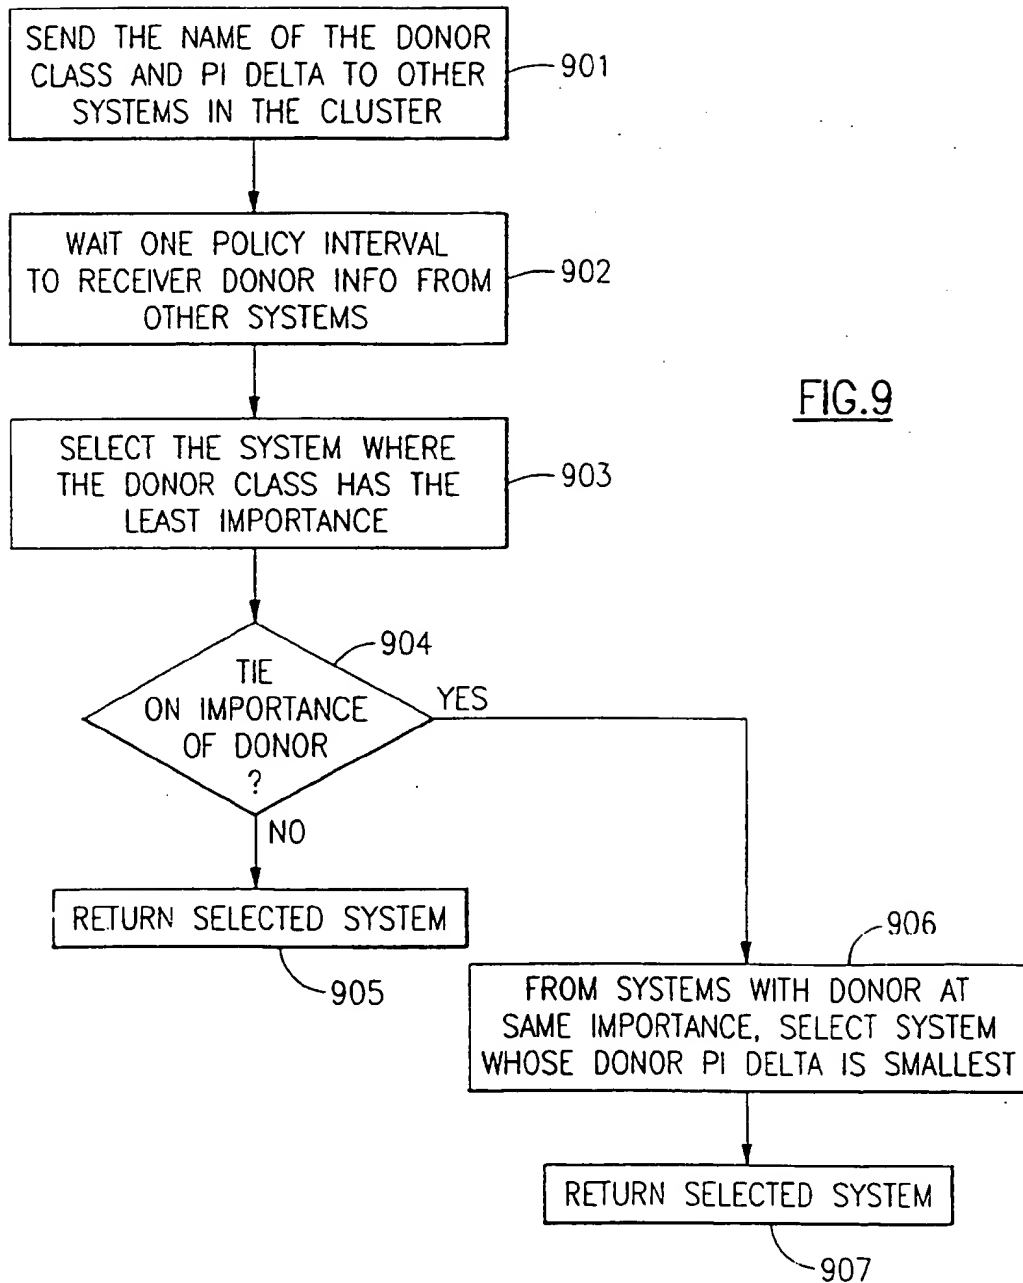 SEND THE NAME OF THE DONOR
CLASS AND PI DELTA TO OTHER
SYSTEMS IN THE CLUSTER
901
WAIT ONE POLICY INTERVAL
TO RECEIVER DONOR INFO FROM
OTHER SYSTEMS
902
FIG.9
SELECT THE SYSTEM WHERE
THE DONOR CLASS HAS THE
LEAST IMPORTANCE
903
904
TIE
ON IMPORTANCE
OF DONOR
?
YES
NO
RETURN SELECTED SYSTEM
905
906
FROM SYSTEMS WITH DONOR AT
SAME IMPORTANCE, SELECT SYSTEM
WHOSE DONOR PI DELTA IS SMALLEST
RETURN SELECTED SYSTEM
907